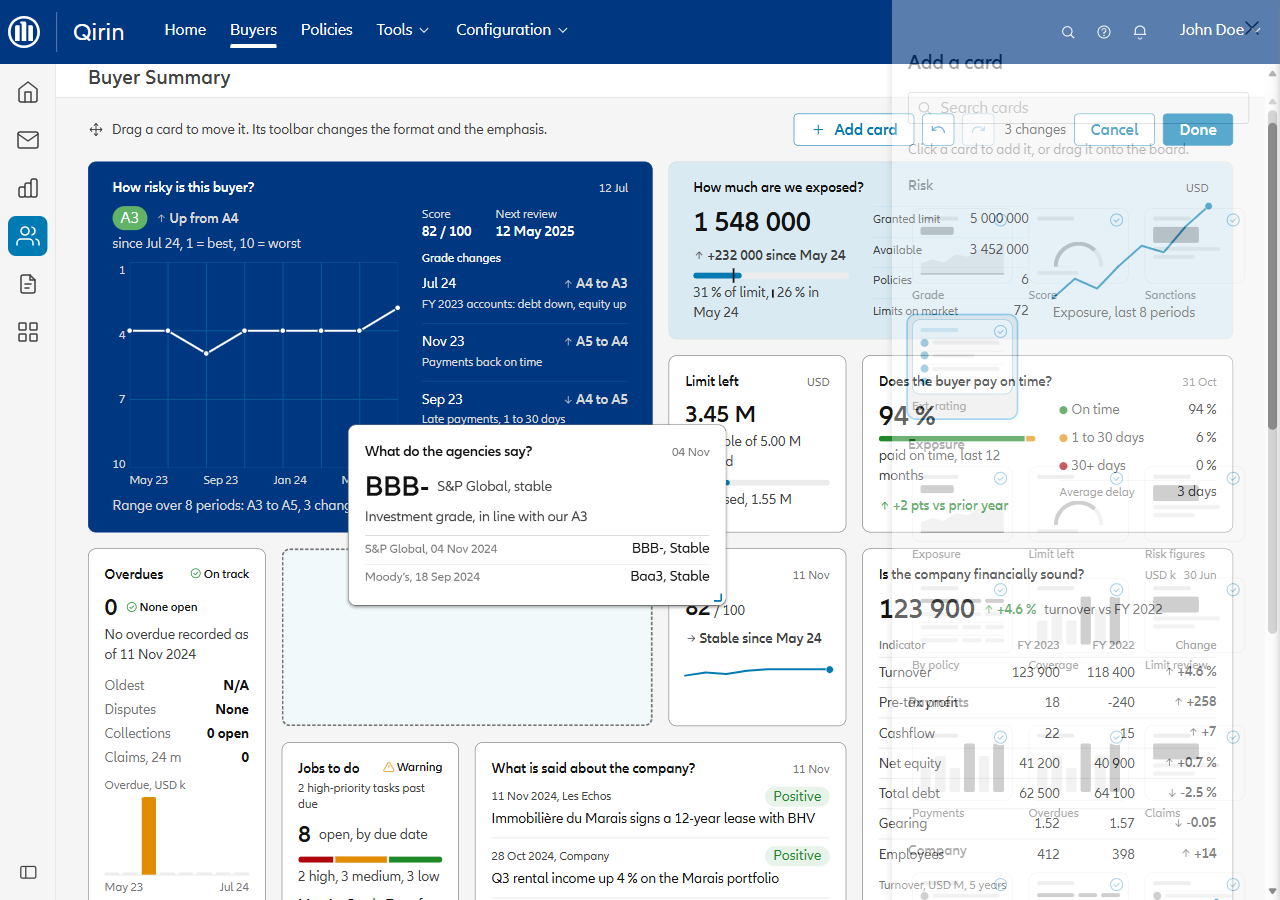 Qirin
Home
Buyers
Policies
Tools
Configuration
John Doe
Buyer Summary
Add a card
Search cards
Drag a card to move it. Its toolbar changes the format and the emphasis.
+ Add card
3 changes
Cancel
Done
Click a card to add it, or drag it onto the board.
How risky is this buyer?
12 Jul
A3
↑ Up from A4
since Jul 24, 1 = best, 10 = worst
Score
82 / 100
Next review
12 May 2025
Grade changes
Jul 24
↑ A4 to A3
FY 2023 accounts: debt down, equity up
Nov 23
↑ A5 to A4
Payments back on time
Sep 23
↓ A4 to A5
Late payments, 1 to 30 days
1
4
7
10
May 23
Sep 23
Jan 24
Range over 8 periods: A3 to A5, 3 chang
How much are we exposed?
USD
1 548 000
↑ +232 000 since May 24
31 % of limit, 26 % in
May 24
Granted limit
5 000 000
Available
3 452 000
Policies
6
Limits on market
72
Exposure, last 8 periods
Risk
Grade
Score
Sanctions
Ext. rating
Limit left
USD
3.45 M
ble of 5.00 M
d
sed, 1.55 M
Does the buyer pay on time?
31 Oct
94 %
paid on time, last 12
months
↑ +2 pts vs prior year
On time
94 %
1 to 30 days
6 %
30+ days
0 %
Average delay
3 days
Exposure
Exposure
Limit left
Risk figures
What do the agencies say?
04 Nov
BBB-
S&P Global, stable
Investment grade, in line with our A3
S&P Global, 04 Nov 2024
BBB-, Stable
Moody's, 18 Sep 2024
Baa3, Stable
Overdues
On track
0
None open
No overdue recorded as
of 11 Nov 2024
Oldest
N/A
Disputes
None
Collections
0 open
Claims, 24 m
0
Overdue, USD k
May 23
Jul 24
11 Nov
82 / 100
→ Stable since May 24
Is the company financially sound?
USD k
30 Jun
123 900
↑ +4.6 %
turnover vs FY 2022
Indicator
FY 2023
FY 2022
Change
Turnover
123 900
118 400
↑ +4.6 %
Pre-tax profit
18
-240
↑ +258
Cashflow
22
15
↑ +7
Net equity
41 200
40 900
↑ +0.7 %
Total debt
62 500
64 100
↓ -2.5 %
Gearing
1.52
1.57
↓ -0.05
Employees
412
398
↑ +14
Turnover, USD M, 5 years
By policy
Coverage
Limit review
Payments
Payments
Overdues
Claims
Company
Jobs to do
Warning
2 high-priority tasks past
due
8
open, by due date
2 high, 3 medium, 3 low
What is said about the company?
11 Nov
11 Nov 2024, Les Echos
Positive
Immobilière du Marais signs a 12-year lease with BHV
28 Oct 2024, Company
Positive
Q3 rental income up 4 % on the Marais portfolio